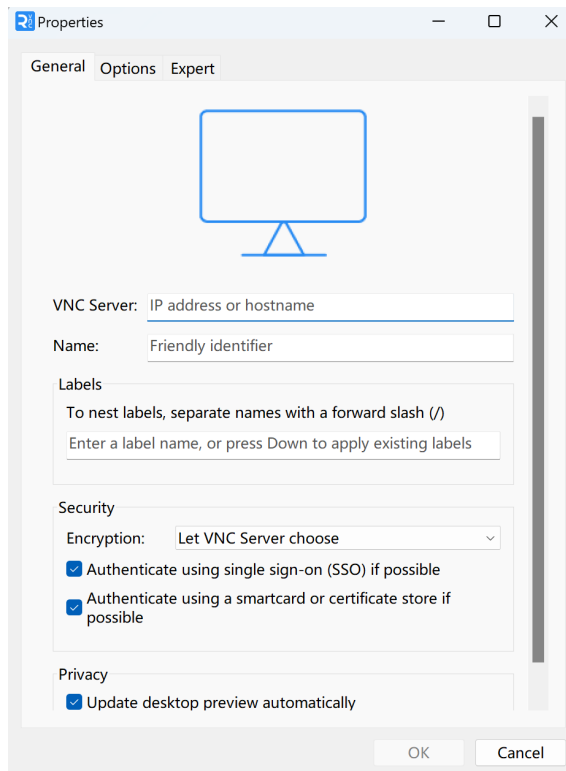 Properties
General Options Expert
VNC Server: IP address or hostname
Name: Friendly identifier
Labels
To nest labels, separate names with a forward slash (/)
Enter a label name, or press Down to apply existing labels
Security
Encryption: Let VNC Server choose
Authenticate using single sign-on (SSO) if possible
Authenticate using a smartcard or certificate store if
possible
Privacy
Update desktop preview automatically
OK Cancel